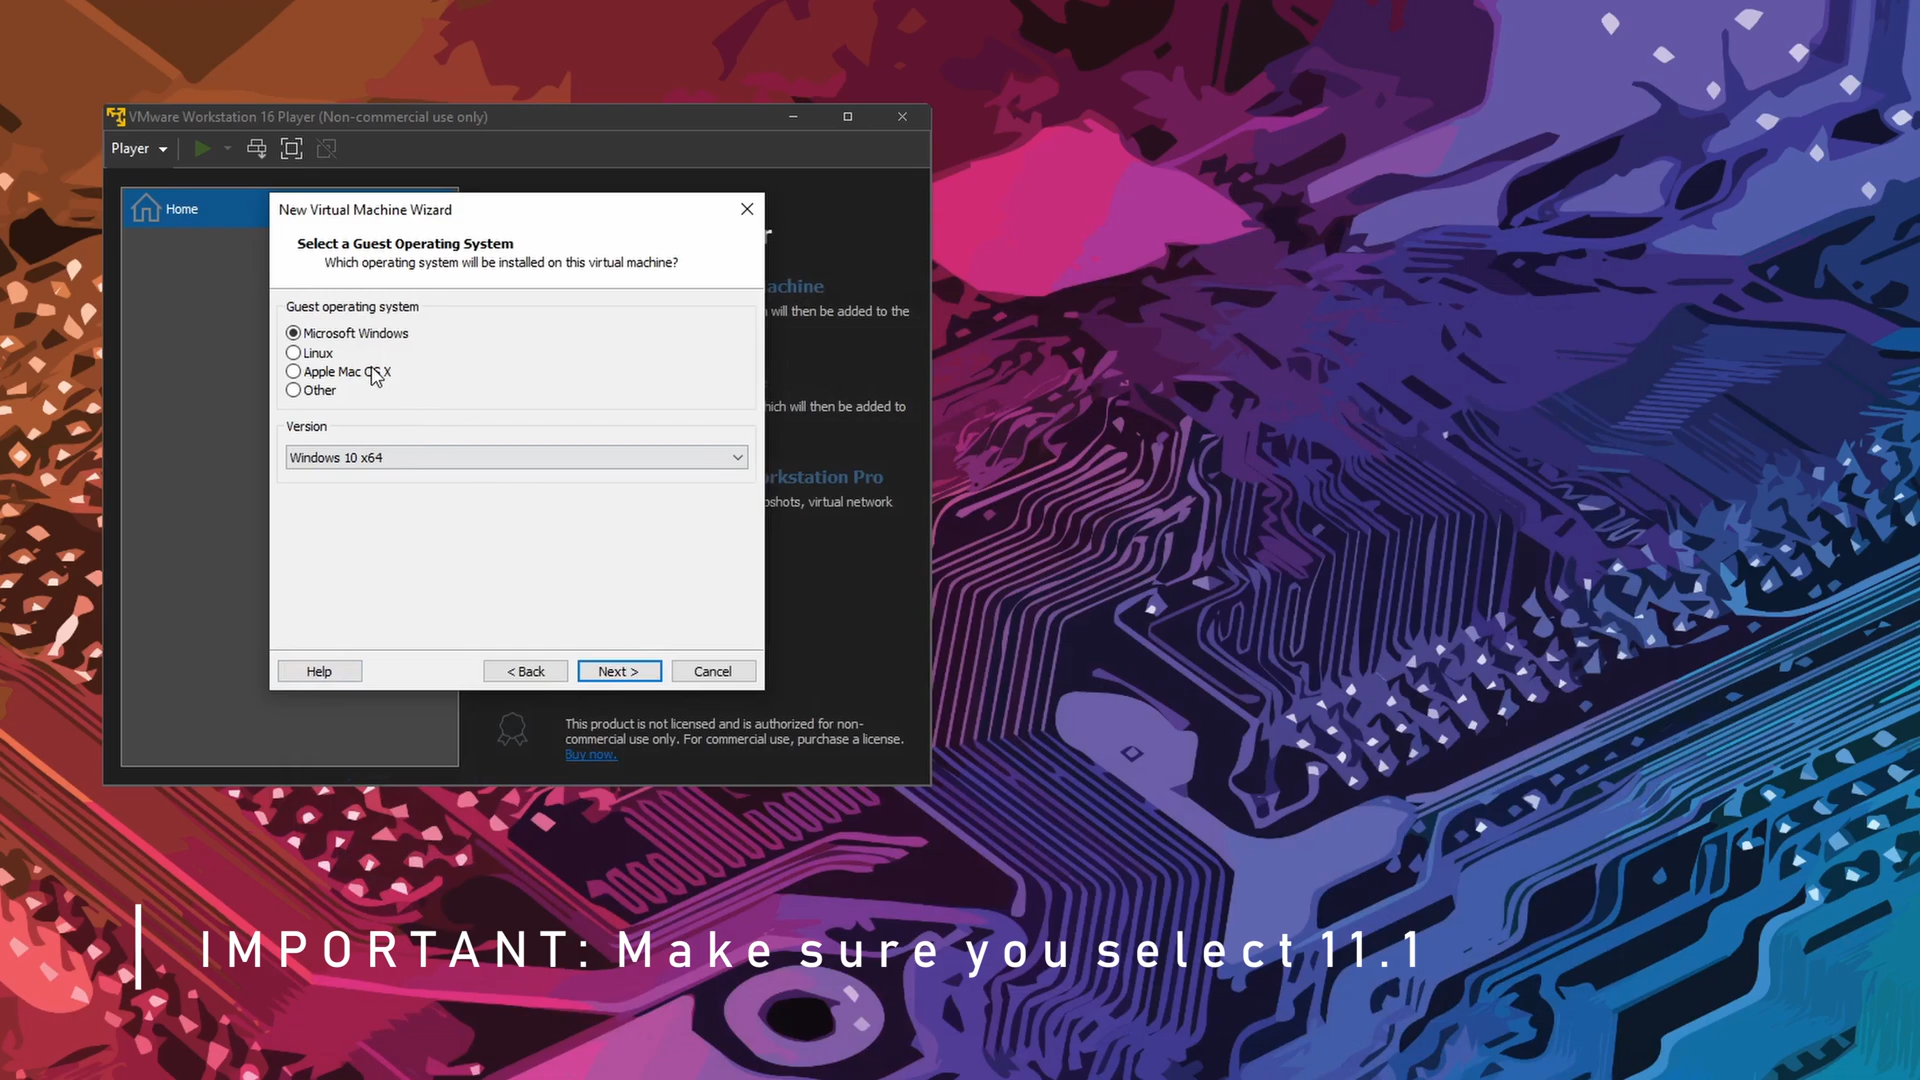 VMware Workstation 16 Player (Non-commercial use only)
Player
Home
New Virtual Machine Wizard
Select a Guest Operating System
Which operating system will be installed on this virtual machine?
Guest operating system
Microsoft Windows
Linux
Apple Mac OS X
Other
Version
Windows 10 x64
Help
< Back
Next >
Cancel
r
achine
will then be added to the
hich will then be added to
rkstation Pro
pshots, virtual network
This product is not licensed and is authorized for non-
commercial use only. For commercial use, purchase a license.
Buy now.
IMPORTANT: Make sure you select 11.1